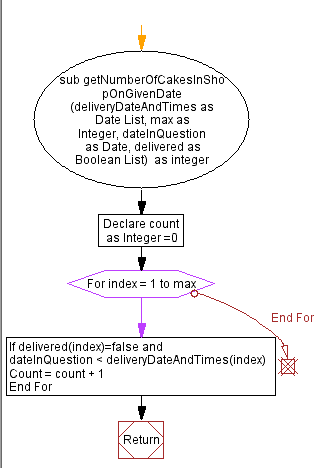 sub getNumberOfCakesInSho
pOnGivenDate
(deliveryDateAndTimes as
Date List, max as
Integer, dateInQuestion
as Date, delivered as
Boolean List)  as integer
Declare count
as Integer =0
For index = 1 to max
End For
If delivered(index)=false and
dateInQuestion < deliveryDateAndTimes(index)
Count = count + 1
End For
Return